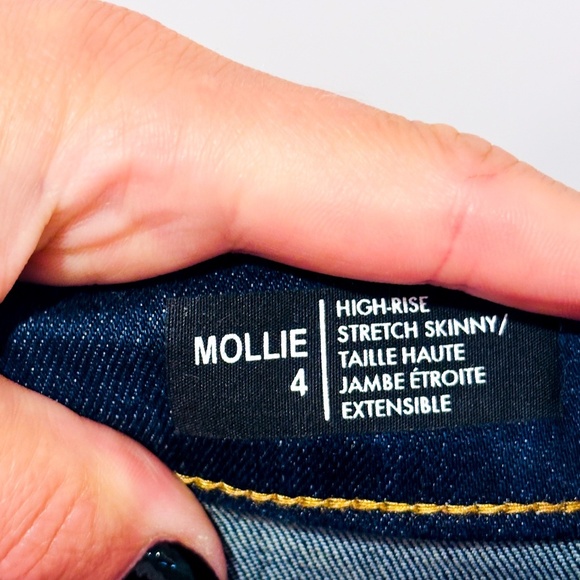 MOLLIE
4
HIGH-RISE
STRETCH SKINNY/
TAILLE HAUTE
JAMBE ÉTROITE
EXTENSIBLE